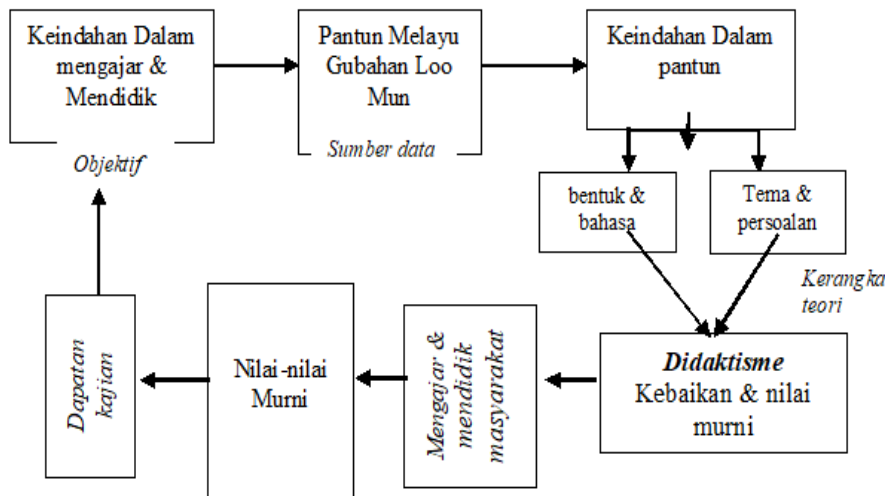 Keindahan Dalam
mengajar &
Mendidik
Objektif
Pantun Melayu
Gubahan Loo
Mun
Sumber data
Keindahan Dalam
pantun
bentuk &
bahasa
Tema &
persoalan
Kerangka
teori
Didaktisme
Kebaikan & nilai
murni
Mengajar &
mendidik
masyarakat
Nilai-nilai
Murni
Dapatan
kajian